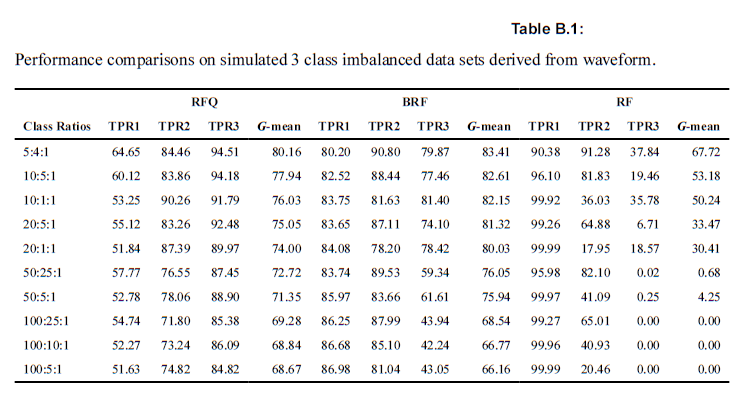 Table B.1:
Performance comparisons on simulated 3 class imbalanced data sets derived from waveform.
RFQ BRF RF
Class Ratios TPR1 TPR2 TPR3 G-mean TPR1 TPR2 TPR3 G-mean TPR1 TPR2 TPR3 G-mean
5:4:1 64.65 84.46 94.51 80.16 80.20 90.80 79.87 83.41 90.38 91.28 37.84 67.72
10:5:1 60.12 83.86 94.18 77.94 82.52 88.44 77.46 82.61 96.10 81.83 19.46 53.18
10:1:1 53.25 90.26 91.79 76.03 83.75 81.63 81.40 82.15 99.92 36.03 35.78 50.24
20:5:1 55.12 83.26 92.48 75.05 83.65 87.11 74.10 81.32 99.26 64.88 6.71 33.47
20:1:1 51.84 87.39 89.97 74.00 84.08 78.20 78.42 80.03 99.99 17.95 18.57 30.41
50:25:1 57.77 76.55 87.45 72.72 83.74 89.53 59.34 76.05 95.98 82.10 0.02 0.68
50:5:1 52.78 78.06 88.90 71.35 85.97 83.66 61.61 75.94 99.97 41.09 0.25 4.25
100:25:1 54.74 71.80 85.38 69.28 86.25 87.99 43.94 68.54 99.27 65.01 0.00 0.00
100:10:1 52.27 73.24 86.09 68.84 86.68 85.10 42.24 66.77 99.96 40.93 0.00 0.00
100:5:1 51.63 74.82 84.82 68.67 86.98 81.04 43.05 66.16 99.99 20.46 0.00 0.00